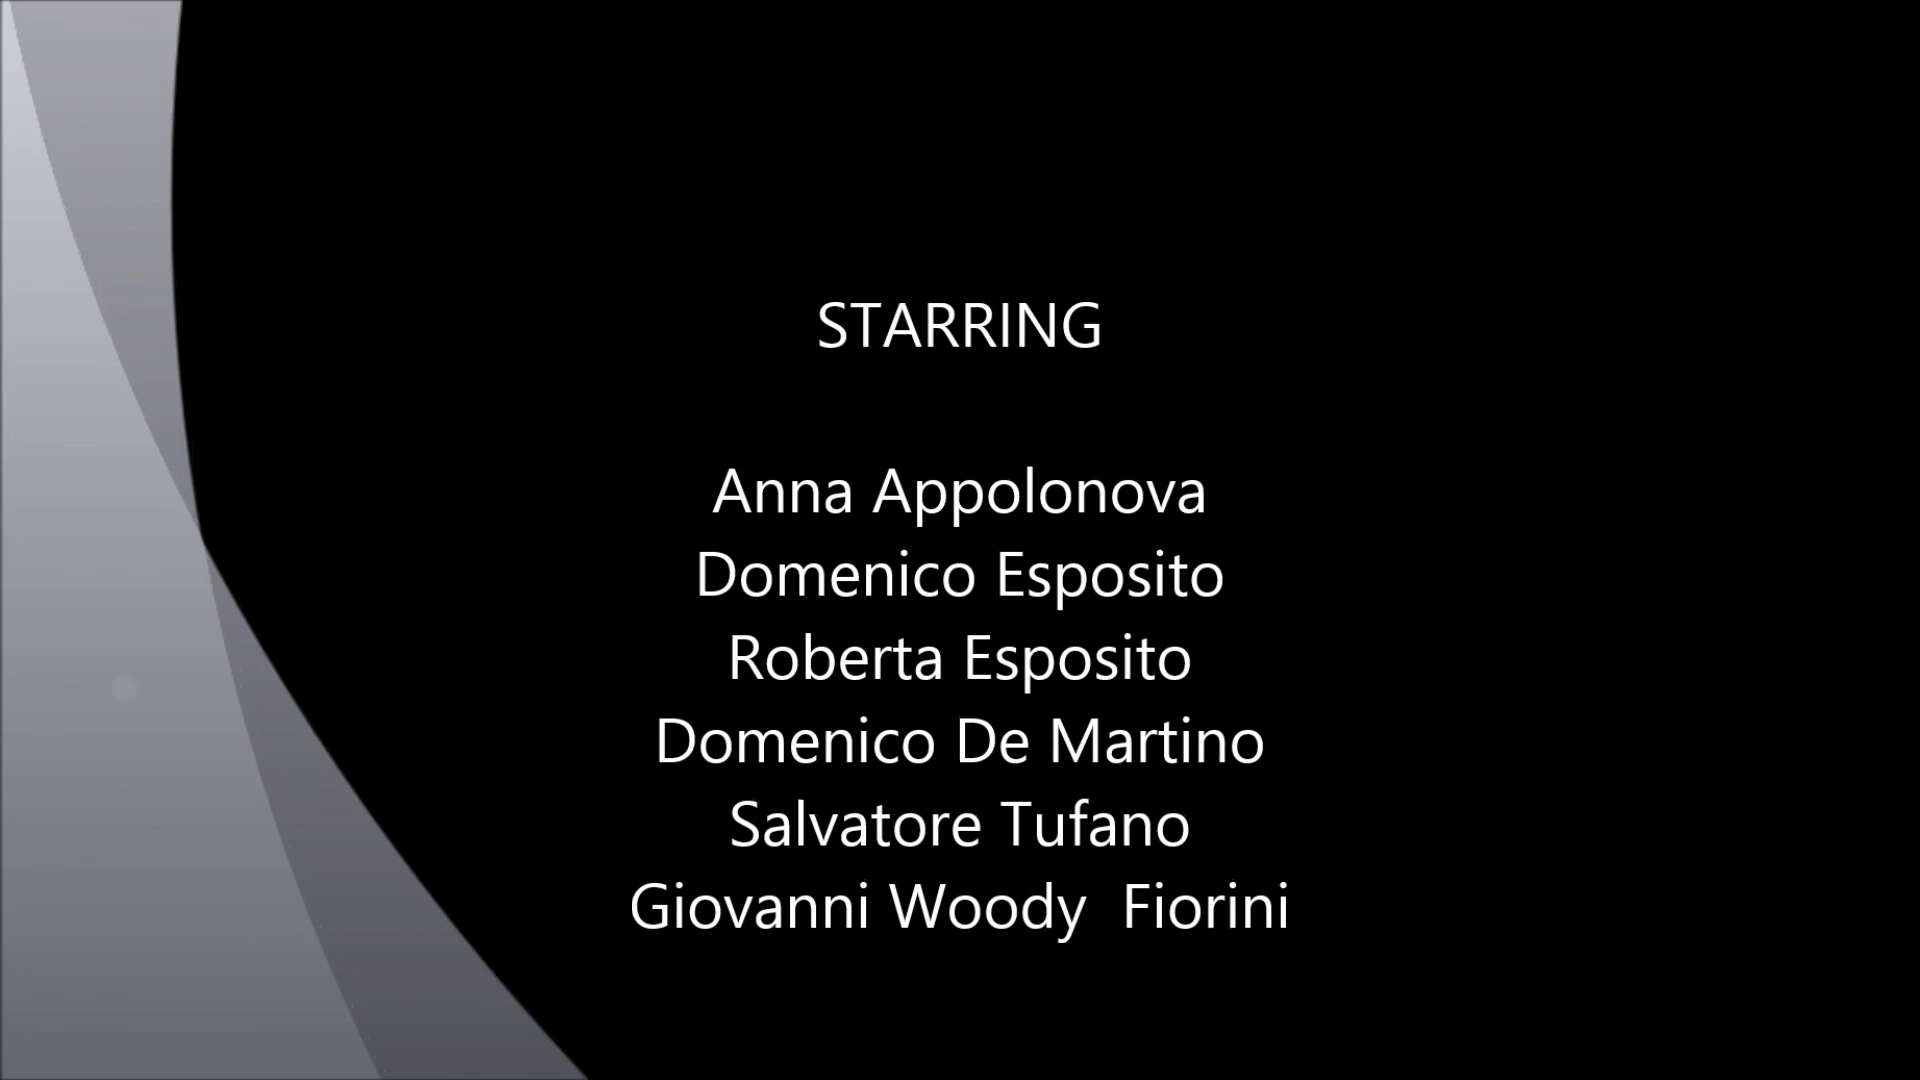 STARRING
Anna Appolonova
Domenico Esposito
Roberta Esposito
Domenico De Martino
Salvatore Tufano
Giovanni Woody  Fiorini